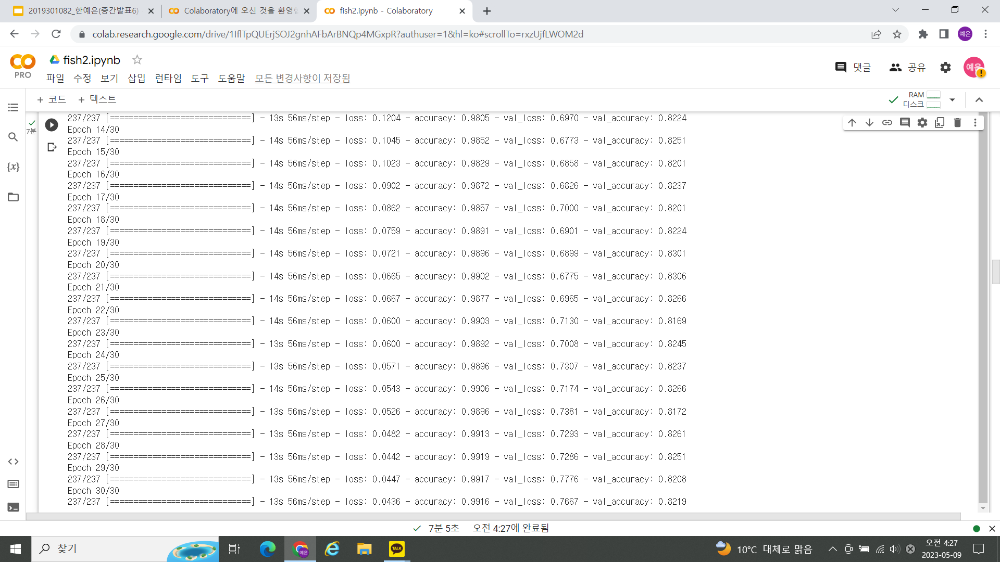 2019301082_한예은(중간발표6)
Colaboratory에 오신 것을 환영합
fish2.ipynb - Colaboratory
colab.research.google.com/drive/1IflTpQUErjSOJ2gnhAFbArBNQp4MGxpR?authuser=1&hl=ko#scrollTo=rxzUjfLWOM2d
예은
PRO
fish2.ipynb
파일 수정 보기 삽입 런타임 도구 도움말 모든 변경사항이 저장됨
댓글 공유
예은
+ 코드 + 텍스트
RAM
디스크
7분
237/237 [==============================] - 13s 56ms/step - loss: 0.1204 - accuracy: 0.9805 - val_loss: 0.6970 - val_accuracy: 0.8224
Epoch 14/30
237/237 [==============================] - 14s 56ms/step - loss: 0.1045 - accuracy: 0.9852 - val_loss: 0.6773 - val_accuracy: 0.8251
Epoch 15/30
237/237 [==============================] - 14s 56ms/step - loss: 0.1023 - accuracy: 0.9829 - val_loss: 0.6858 - val_accuracy: 0.8201
Epoch 16/30
237/237 [==============================] - 14s 56ms/step - loss: 0.0902 - accuracy: 0.9872 - val_loss: 0.6826 - val_accuracy: 0.8237
Epoch 17/30
237/237 [==============================] - 14s 56ms/step - loss: 0.0862 - accuracy: 0.9857 - val_loss: 0.7000 - val_accuracy: 0.8201
Epoch 18/30
237/237 [==============================] - 14s 56ms/step - loss: 0.0759 - accuracy: 0.9891 - val_loss: 0.6901 - val_accuracy: 0.8224
Epoch 19/30
237/237 [==============================] - 14s 56ms/step - loss: 0.0721 - accuracy: 0.9896 - val_loss: 0.6899 - val_accuracy: 0.8301
Epoch 20/30
237/237 [==============================] - 14s 56ms/step - loss: 0.0665 - accuracy: 0.9902 - val_loss: 0.6775 - val_accuracy: 0.8306
Epoch 21/30
237/237 [==============================] - 14s 56ms/step - loss: 0.0667 - accuracy: 0.9877 - val_loss: 0.6965 - val_accuracy: 0.8266
Epoch 22/30
237/237 [==============================] - 14s 56ms/step - loss: 0.0600 - accuracy: 0.9903 - val_loss: 0.7130 - val_accuracy: 0.8169
Epoch 23/30
237/237 [==============================] - 13s 56ms/step - loss: 0.0600 - accuracy: 0.9892 - val_loss: 0.7008 - val_accuracy: 0.8245
Epoch 24/30
237/237 [==============================] - 13s 56ms/step - loss: 0.0571 - accuracy: 0.9896 - val_loss: 0.7307 - val_accuracy: 0.8237
Epoch 25/30
237/237 [==============================] - 14s 56ms/step - loss: 0.0543 - accuracy: 0.9906 - val_loss: 0.7174 - val_accuracy: 0.8266
Epoch 26/30
237/237 [==============================] - 13s 56ms/step - loss: 0.0526 - accuracy: 0.9896 - val_loss: 0.7381 - val_accuracy: 0.8172
Epoch 27/30
237/237 [==============================] - 13s 56ms/step - loss: 0.0482 - accuracy: 0.9913 - val_loss: 0.7293 - val_accuracy: 0.8261
Epoch 28/30
237/237 [==============================] - 13s 56ms/step - loss: 0.0442 - accuracy: 0.9919 - val_loss: 0.7286 - val_accuracy: 0.8251
Epoch 29/30
237/237 [==============================] - 13s 56ms/step - loss: 0.0447 - accuracy: 0.9917 - val_loss: 0.7776 - val_accuracy: 0.8208
Epoch 30/30
237/237 [==============================] - 13s 56ms/step - loss: 0.0436 - accuracy: 0.9916 - val_loss: 0.7667 - val_accuracy: 0.8219
7분 5초 오전 4:27에 완료됨
찾기
예은
TALK
10°C 대체로 맑음
오전 4:27
2023-05-09